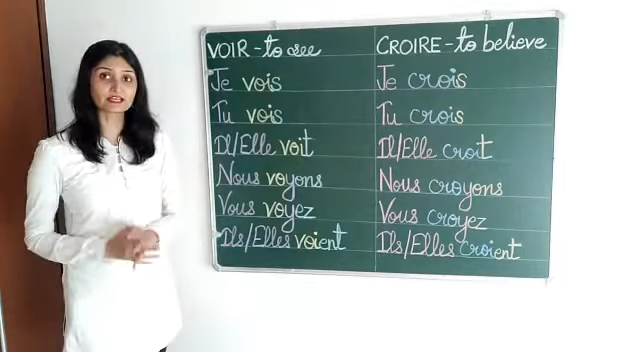 VOIR - to see
Je vois
Tu vois
Il/Elle voit
Nous voyons
Vous voyez
Ils/Elles voient
CROIRE - to believe
Je crois
Tu crois
Il/Elle croit
Nous croyons
Vous croyez
Ils/Elles croient